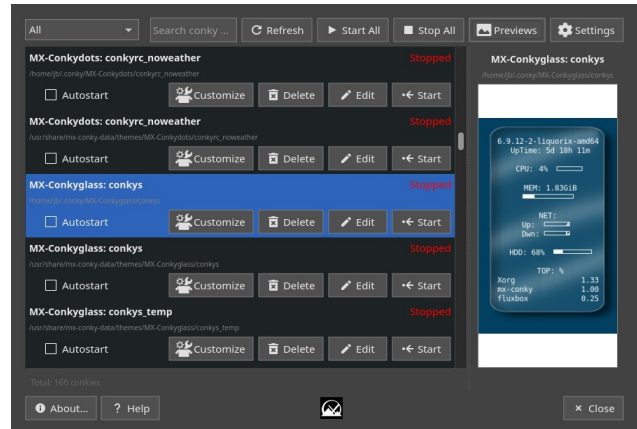 All
Search conky ...
Refresh
Start All
Stop All
Previews
Settings
MX-Conkydots: conkyrc_noweather
Stopped
/home/jb/.conky/MX-Conkydots/conkyrc_noweather
Autostart
Customize
Delete
Edit
Start
MX-Conkydots: conkyrc_noweather
Stopped
/usr/share/mx-conky-data/themes/MX-Conkydots/conkyrc_noweather
Autostart
Customize
Delete
Edit
Start
MX-Conkyglass: conkys
Stopped
/home/jb/.conky/MX-Conkyglass/conkys
Autostart
Customize
Delete
Edit
Start
MX-Conkyglass: conkys
Stopped
/usr/share/mx-conky-data/themes/MX-Conkyglass/conkys
Autostart
Customize
Delete
Edit
Start
MX-Conkyglass: conkys_temp
Stopped
/usr/share/mx-conky-data/themes/MX-Conkyglass/conkys_temp
Autostart
Customize
Delete
Edit
Start
Total: 160 conkies
MX-Conkyglass: conkys
/home/jb/.conky/MX-Conkyglass/conkys
6.9.12-2-liquorix-amd64
UpTime: 5d 18h 11m
CPU: 4%
MEM: 1.83GiB
NET:
Up:
Dwn:
HDD: 68%
TOP: %
Xorg 1.33
mx-conky 1.00
fluxbox 0.25
About...
? Help
Close